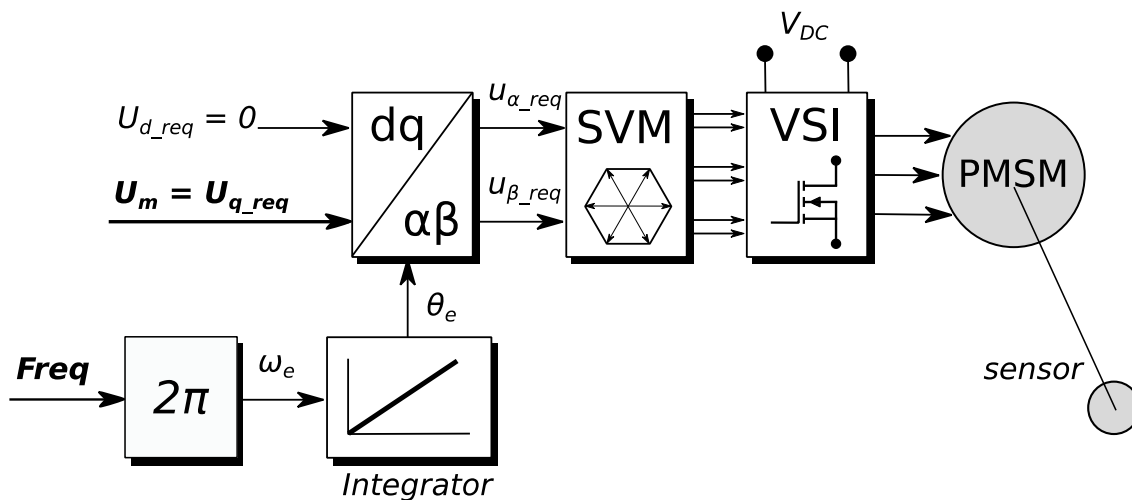 V_DC
U_d_req = 0
dq
αβ
u_α_req
u_β_req
SVM
VSI
PMSM
U_m = U_q_req
θ_e
Freq
2π
ω_e
Integrator
sensor